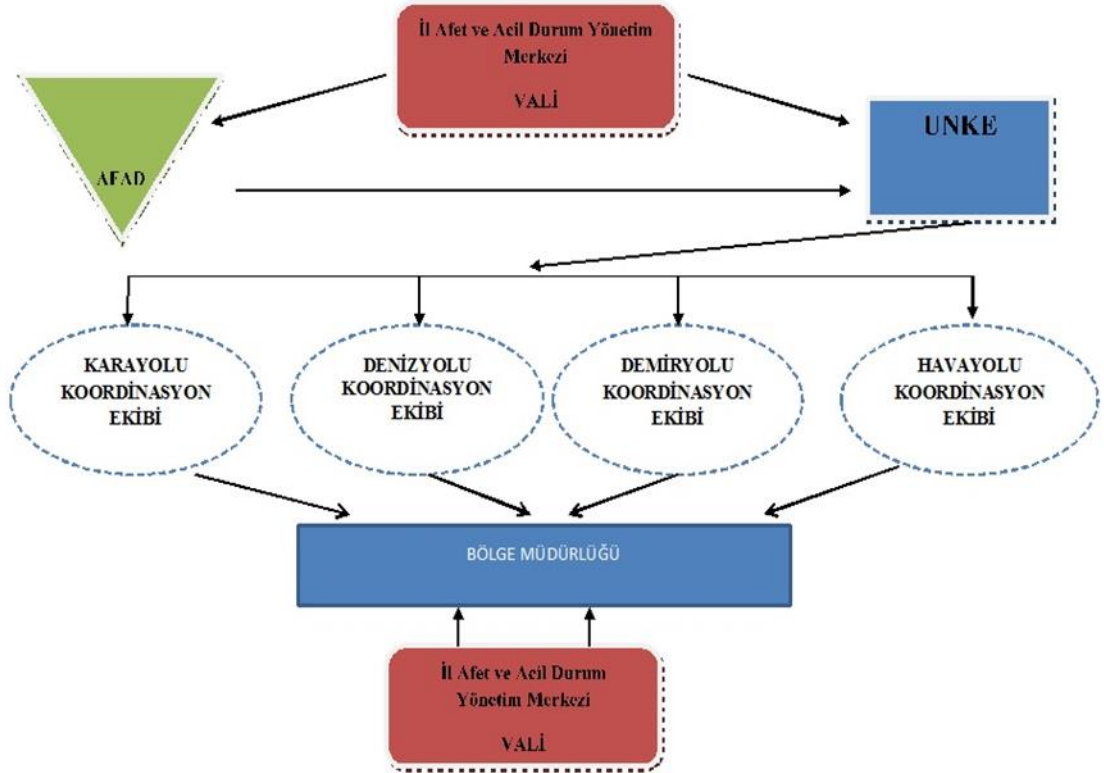 İl Afet ve Acil Durum Yönetim
Merkezi
VALİ
AFAD
UNKE
KARAYOLU
KOORDİNASYON
EKİBİ
DENİZYOLU
KOORDİNASYON
EKİBİ
DEMİRYOLU
KOORDİNASYON
EKİBİ
HAVAYOLU
KOORDİNASYON
EKİBİ
BÖLGE MÜDÜRLÜĞÜ
İl Afet ve Acil Durum
Yönetim Merkezi
VALİ